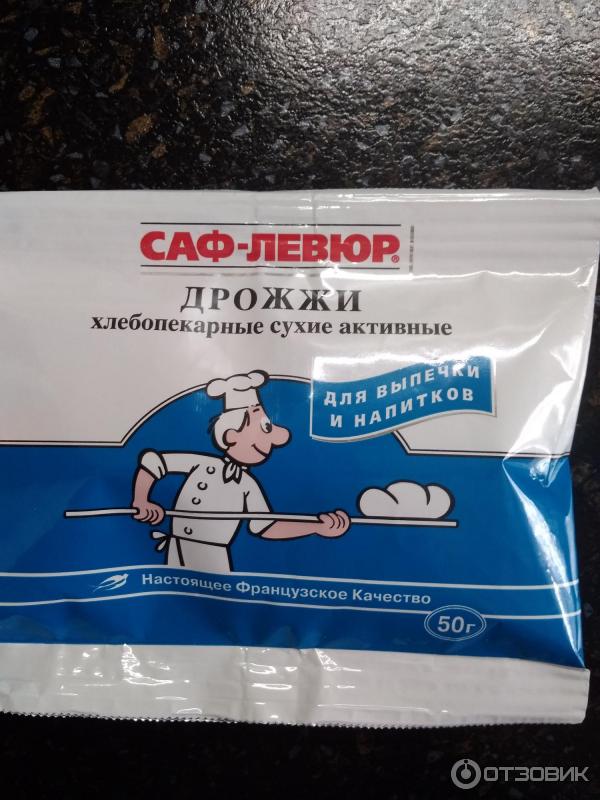 САФ-ЛЕВЮР®
ДРОЖЖИ
хлебопекарные сухие активные
ДЛЯ ВЫПЕЧКИ
И НАПИТКОВ
Настоящее Французское Качество
50г
ОТЗОВИК